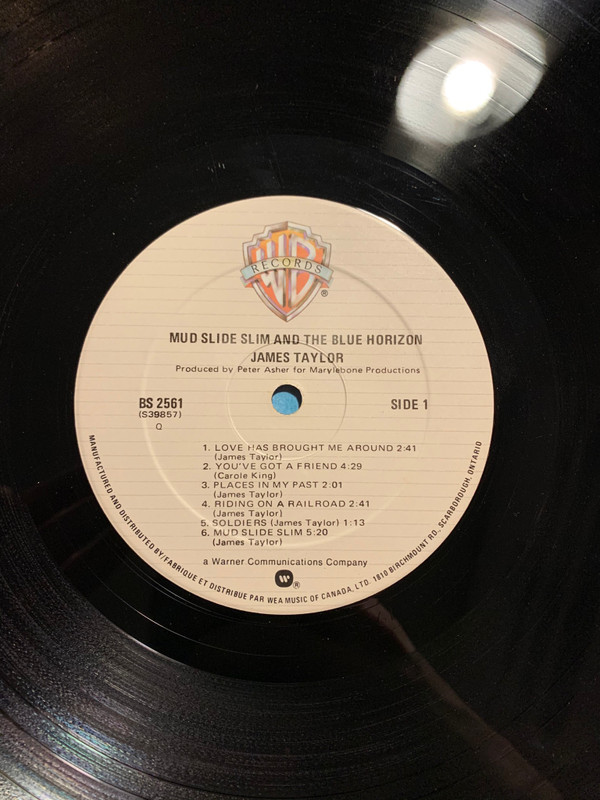 WB
RECORDS
®
MUD SLIDE SLIM AND THE BLUE HORIZON
JAMES TAYLOR
Produced by Peter Asher for Marylebone Productions
BS 2561
(S39857)
Q
SIDE 1
1. LOVE HAS BROUGHT ME AROUND 2:41
(James Taylor)
2. YOU'VE GOT A FRIEND 4:29
(Carole King)
3. PLACES IN MY PAST 2:01
(James Taylor)
4. RIDING ON A RAILROAD 2:41
(James Taylor)
5. SOLDIERS (James Taylor) 1:13
6. MUD SLIDE SLIM 5:20
(James Taylor)
a Warner Communications Company
W®
MANUFACTURED AND DISTRIBUTED BY/FABRIQUE ET DISTRIBUE PAR WEA MUSIC OF CANADA, LTD. 1810 BIRCHMOUNT RD., SCARBOROUGH, ONTARIO